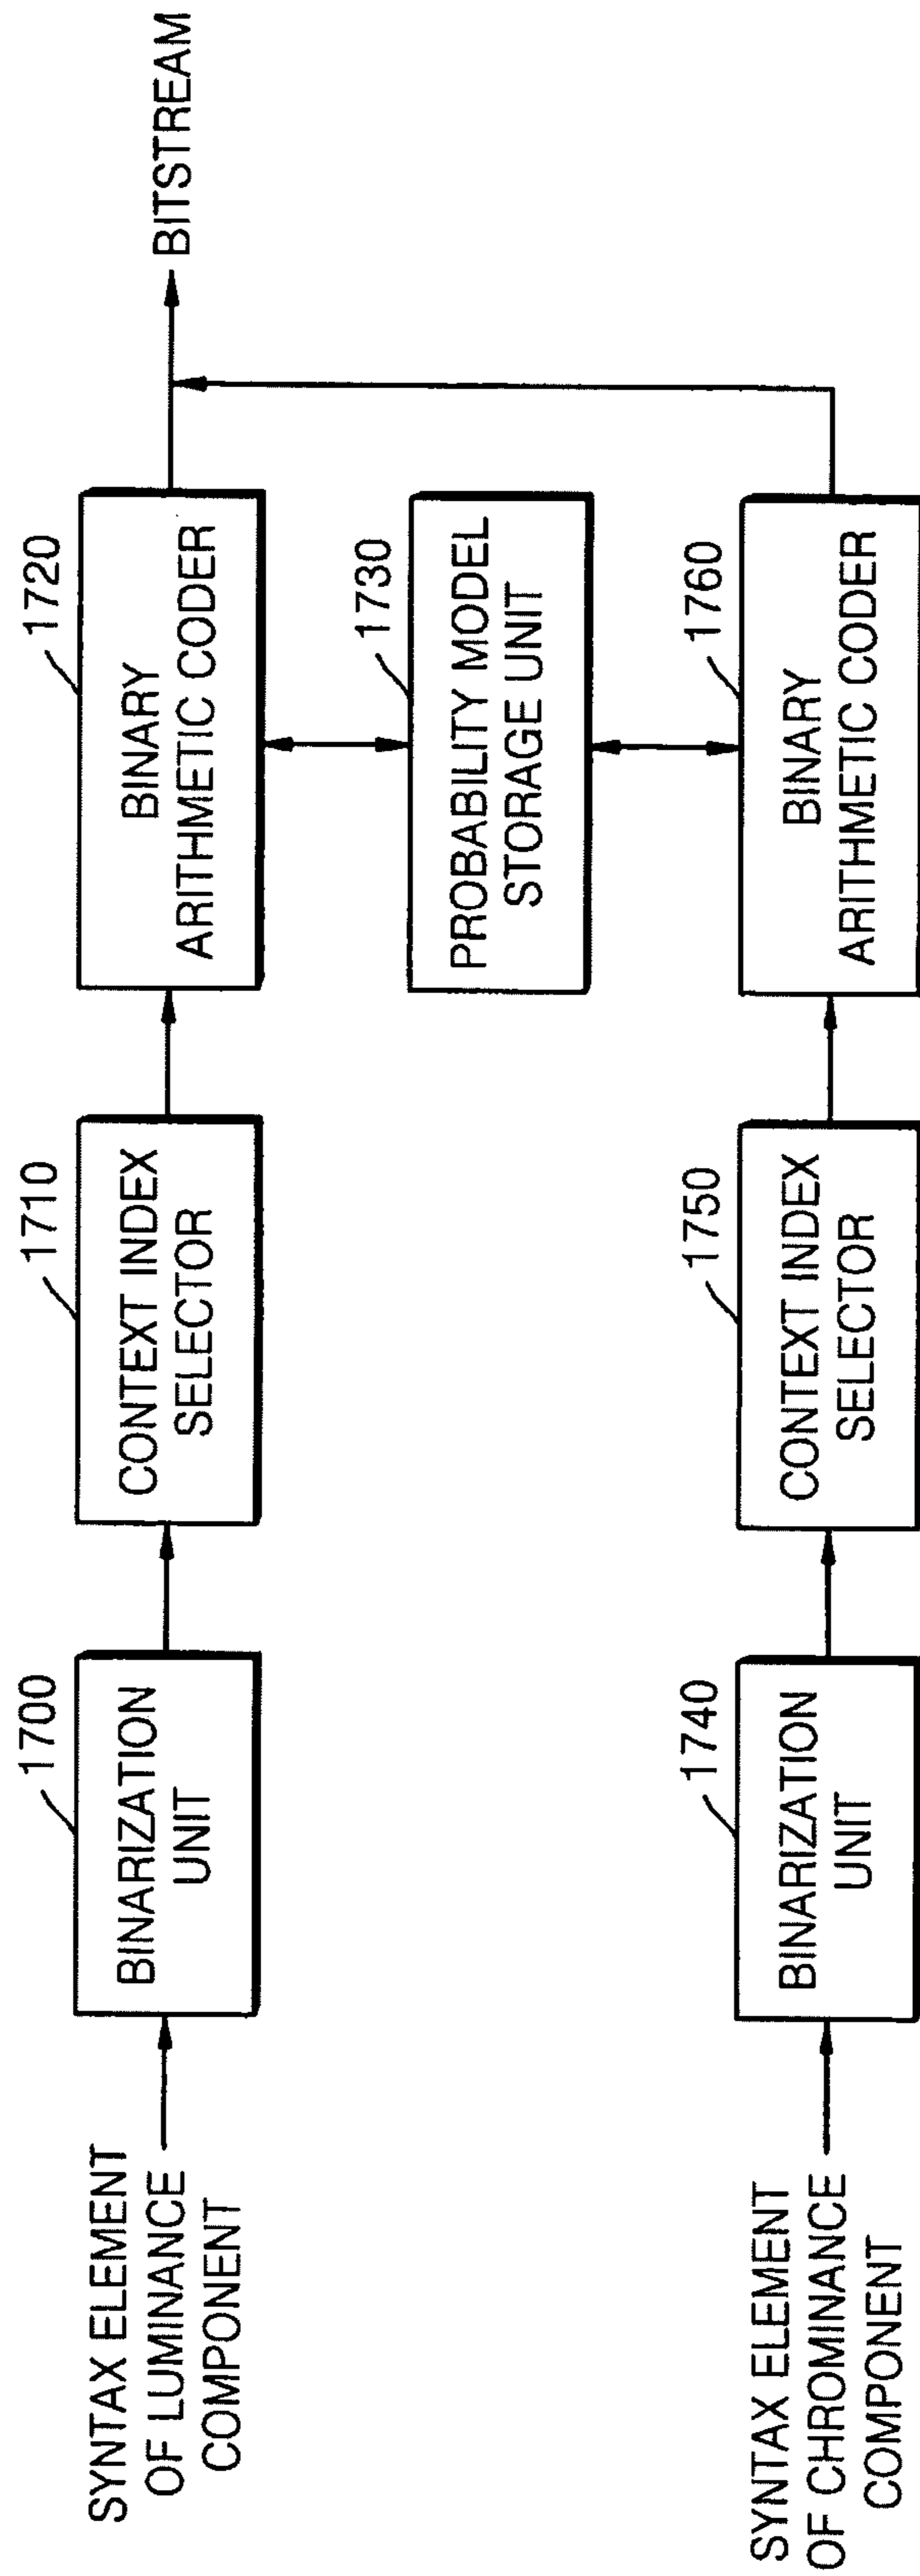 SYNTAX ELEMENT
OF LUMINANCE
COMPONENT
1700
BINARIZATION
UNIT
1710
CONTEXT INDEX
SELECTOR
1720
BINARY
ARITHMETIC CODER
BITSTREAM
1730
PROBABILITY MODEL
STORAGE UNIT
SYNTAX ELEMENT
OF CHROMINANCE
COMPONENT
1740
BINARIZATION
UNIT
1750
CONTEXT INDEX
SELECTOR
1760
BINARY
ARITHMETIC CODER